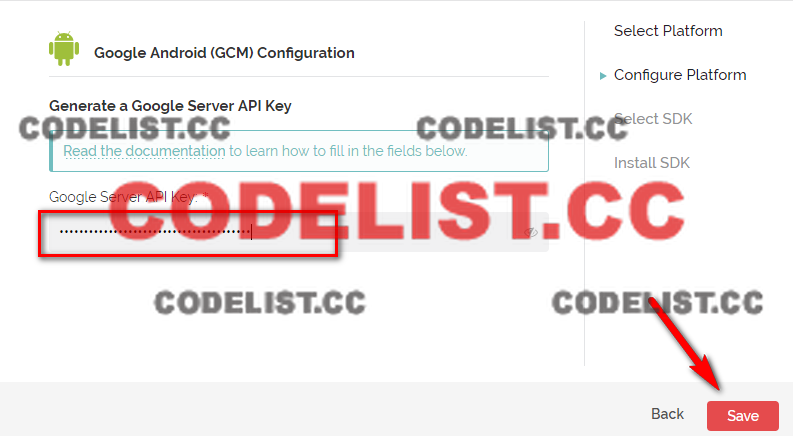 Google Android (GCM) Configuration
Generate a Google Server API Key
CODELIST.CC
CODELIST.CC
Read the documentation to learn how to fill in the fields below.
Google Server API Key: *
CODELIST.CC
••••••••••••••••••••••••••••••••••••••••
CODELIST.CC
CODELIST.CC
Select Platform
▸ Configure Platform
Select SDK
Install SDK
Back
Save